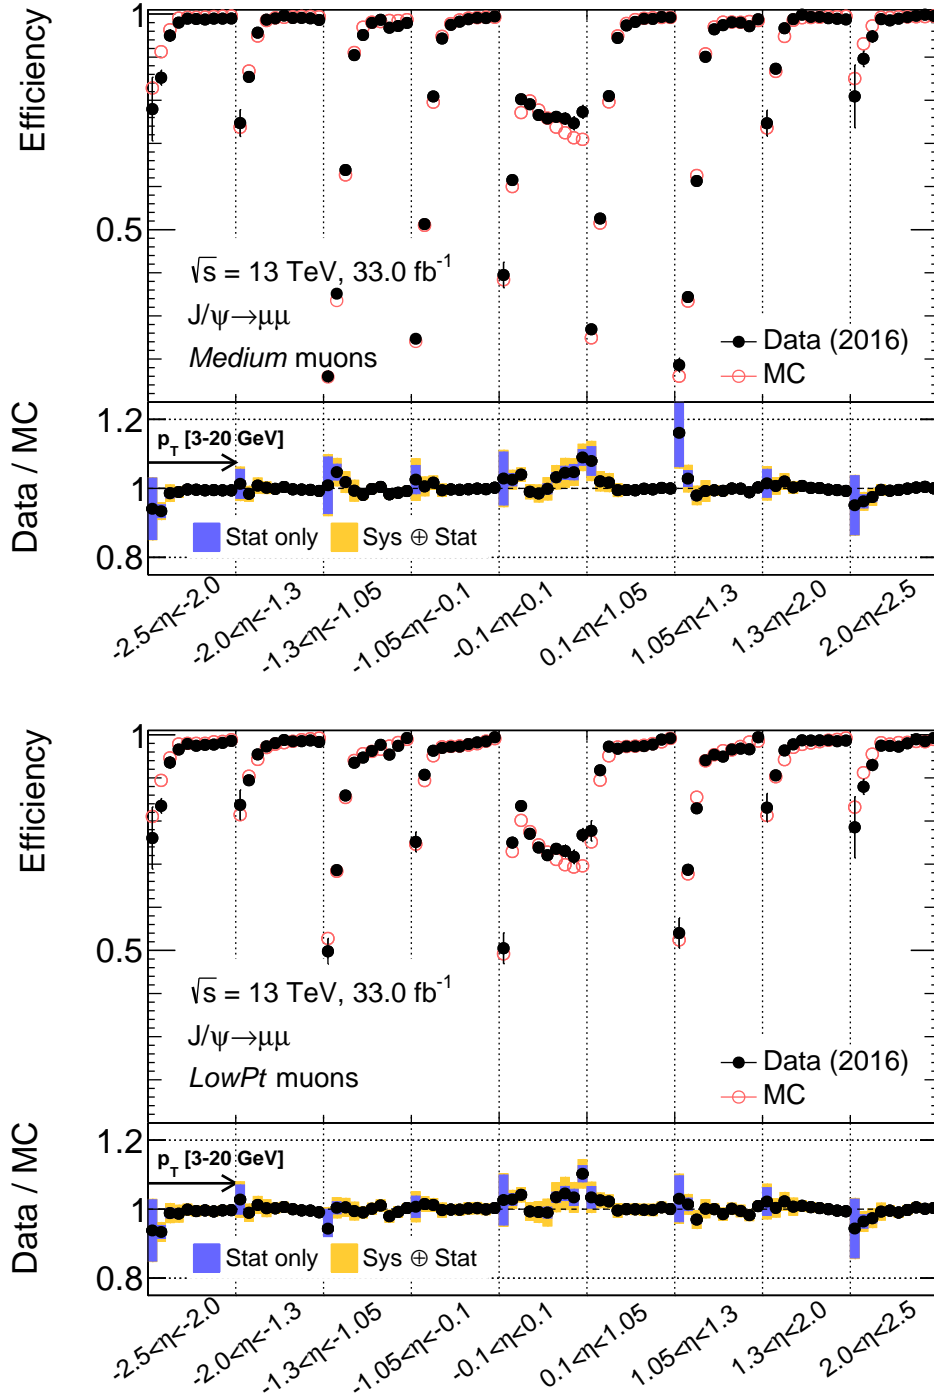 1
Efficiency
0.5
√s = 13 TeV, 33.0 fb⁻¹
J/ψ→μμ
Medium muons
Data (2016)
MC
1.2
p_T [3-20 GeV]
1
Data / MC
Stat only
Sys ⊕ Stat
0.8
-2.5<η<-2.0
-2.0<η<-1.3
-1.3<η<-1.05
-1.05<η<-0.1
-0.1<η<0.1
0.1<η<1.05
1.05<η<1.3
1.3<η<2.0
2.0<η<2.5
1
Efficiency
0.5
√s = 13 TeV, 33.0 fb⁻¹
J/ψ→μμ
LowPt muons
Data (2016)
MC
1.2
p_T [3-20 GeV]
1
Data / MC
Stat only
Sys ⊕ Stat
0.8
-2.5<η<-2.0
-2.0<η<-1.3
-1.3<η<-1.05
-1.05<η<-0.1
-0.1<η<0.1
0.1<η<1.05
1.05<η<1.3
1.3<η<2.0
2.0<η<2.5